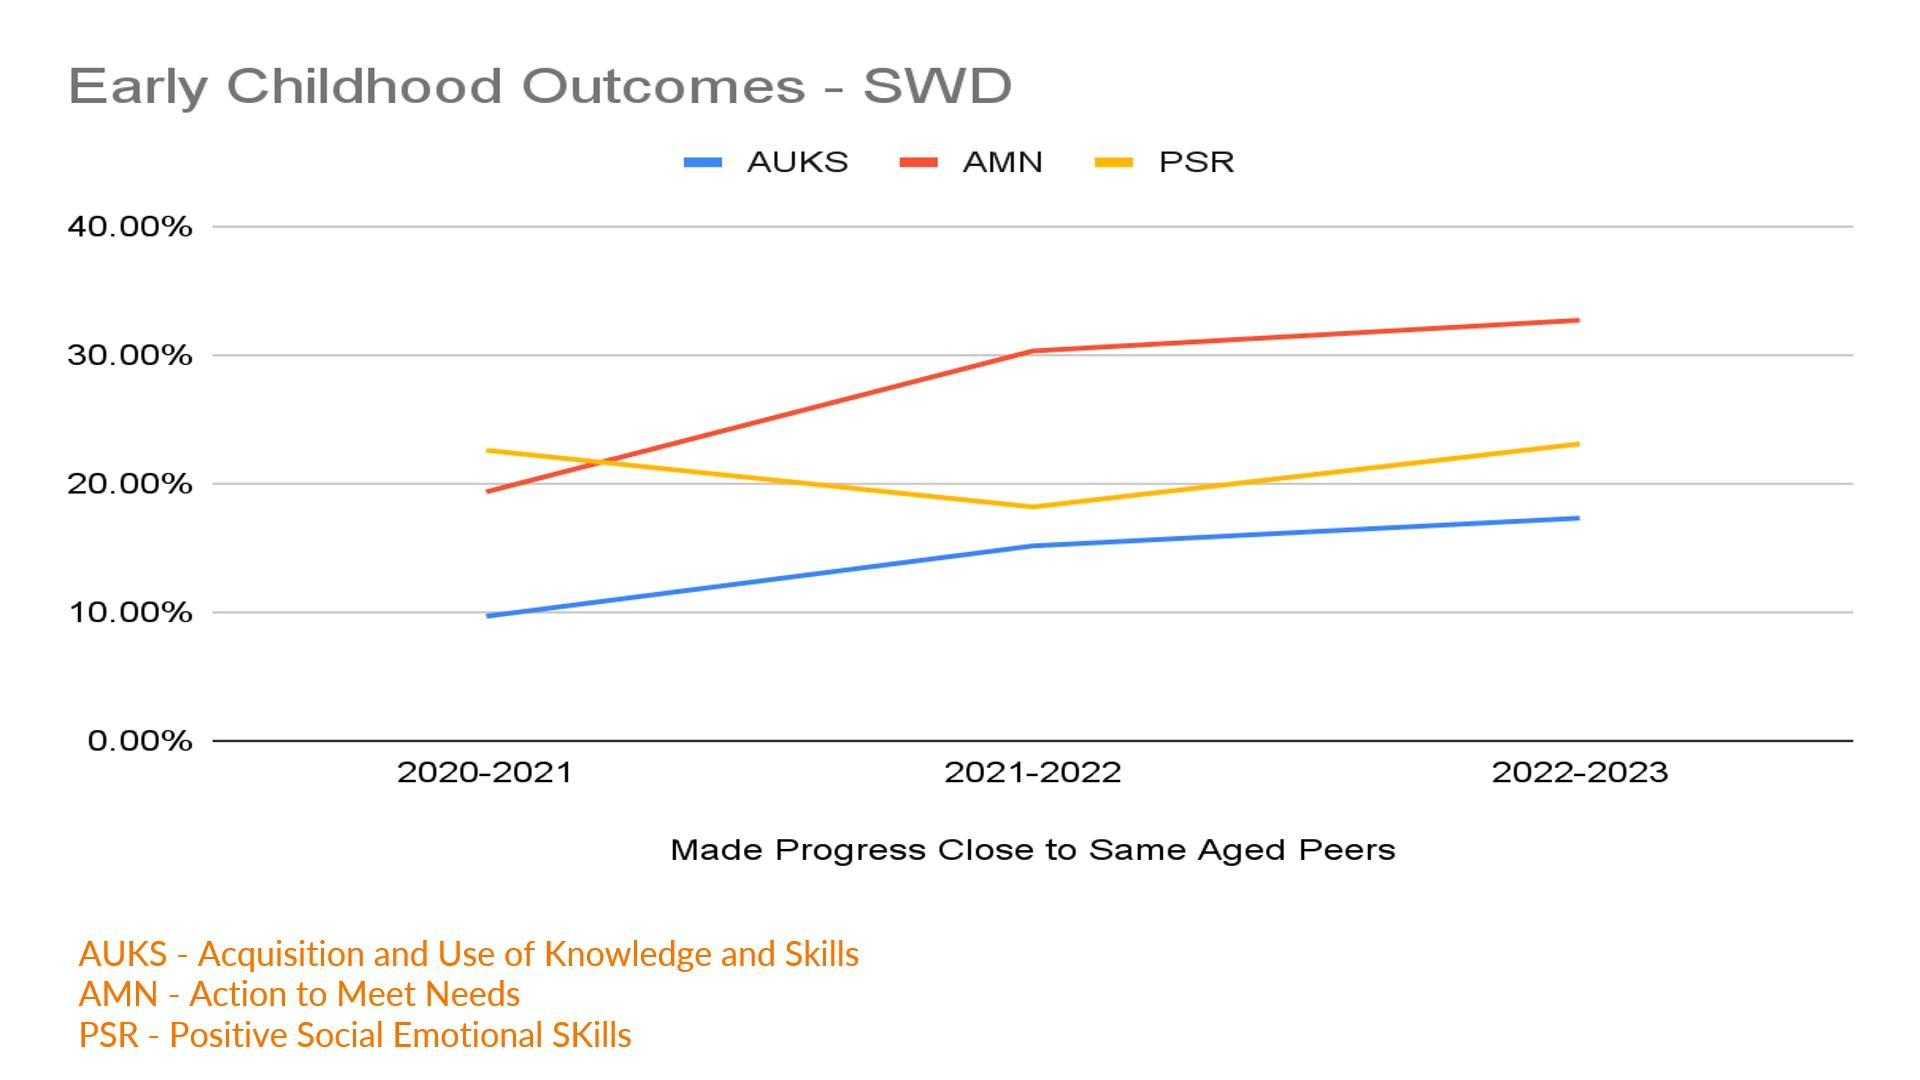 Early Childhood Outcomes - SWD
AUKS AMN PSR
40.00%
30.00%
20.00%
10.00%
0.00%
2020-2021 2021-2022 2022-2023
Made Progress Close to Same Aged Peers
AUKS - Acquisition and Use of Knowledge and Skills
AMN - Action to Meet Needs
PSR - Positive Social Emotional SKills